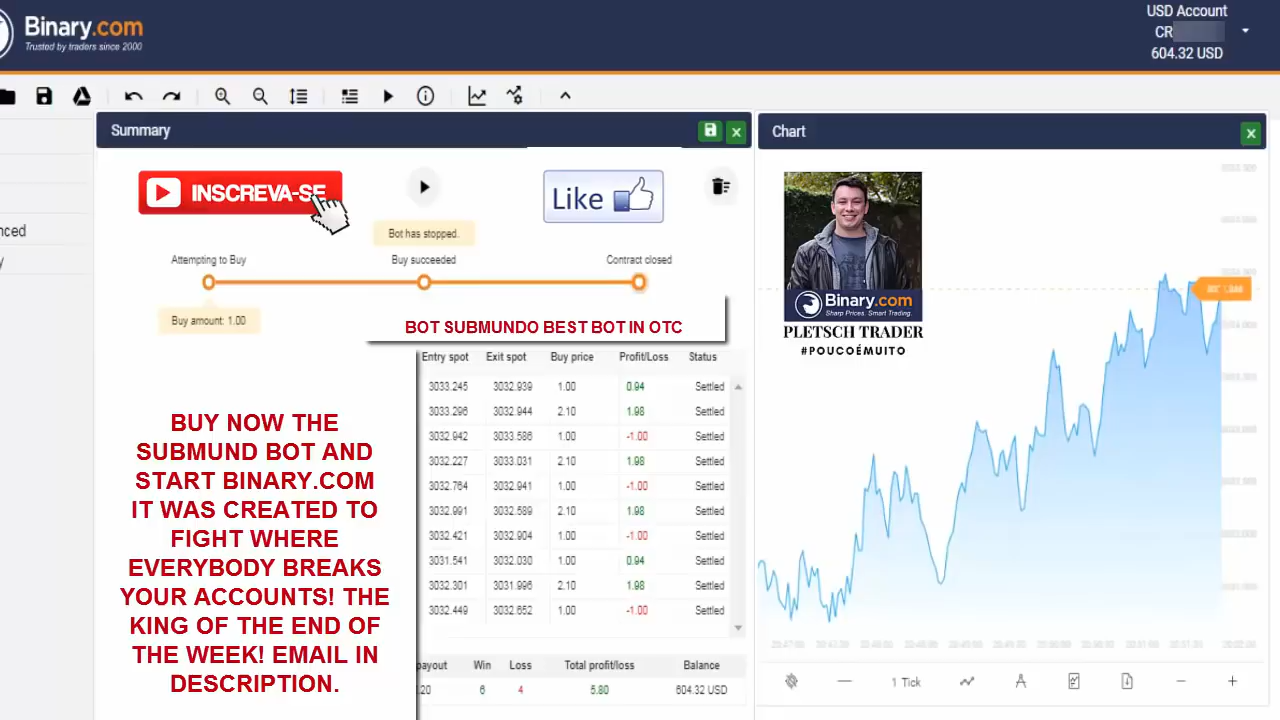 Binary.com
Trusted by traders since 2000
USD Account
CR
604.32 USD
Summary
Chart
INSCREVA-SE
Like
Bot has stopped.
Attempting to Buy
Buy succeeded
Contract closed
Buy amount: 1.00
BOT SUBMUNDO BEST BOT IN OTC
Binary.com
Sharp Prices. Smart Trading.
PLETSCH TRADER
#POUCOÉMUITO
nced
y
Entry spot Exit spot Buy price Profit/Loss Status
3033.245 3032.939 1.00 0.94 Settled
3033.296 3032.944 2.10 1.98 Settled
3032.942 3033.586 1.00 -1.00 Settled
3032.227 3033.031 2.10 1.98 Settled
3032.764 3032.941 1.00 -1.00 Settled
3032.991 3032.589 2.10 1.98 Settled
3032.421 3032.904 1.00 -1.00 Settled
3031.541 3032.030 1.00 0.94 Settled
3032.301 3031.996 2.10 1.98 Settled
3032.449 3032.652 1.00 -1.00 Settled
BUY NOW THE
SUBMUND BOT AND
START BINARY.COM
IT WAS CREATED TO
FIGHT WHERE
EVERYBODY BREAKS
YOUR ACCOUNTS! THE
KING OF THE END OF
THE WEEK! EMAIL IN
DESCRIPTION.
payout Win Loss Total profit/loss Balance
.20 6 4 5.80 604.32 USD
1 Tick